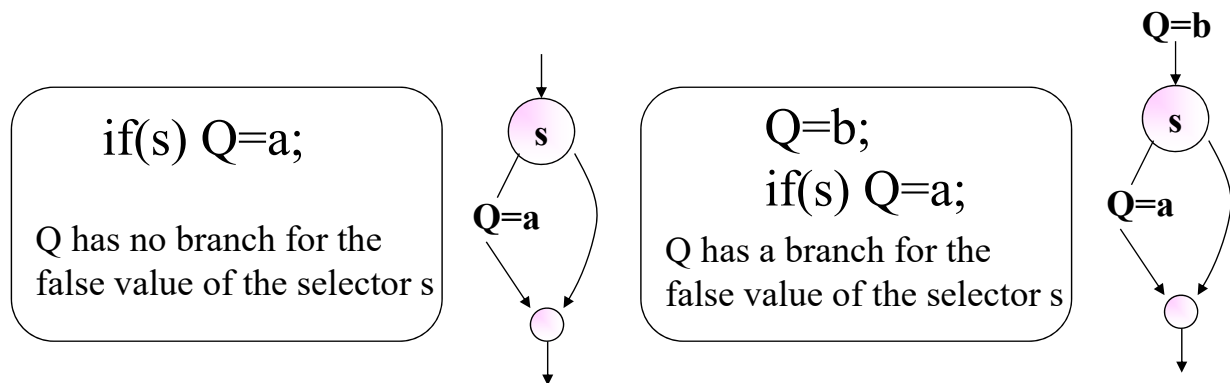 if(s) Q=a;
Q has no branch for the
false value of the selector s
s
Q=a
Q=b;
if(s) Q=a;
Q has a branch for the
false value of the selector s
Q=b
s
Q=a